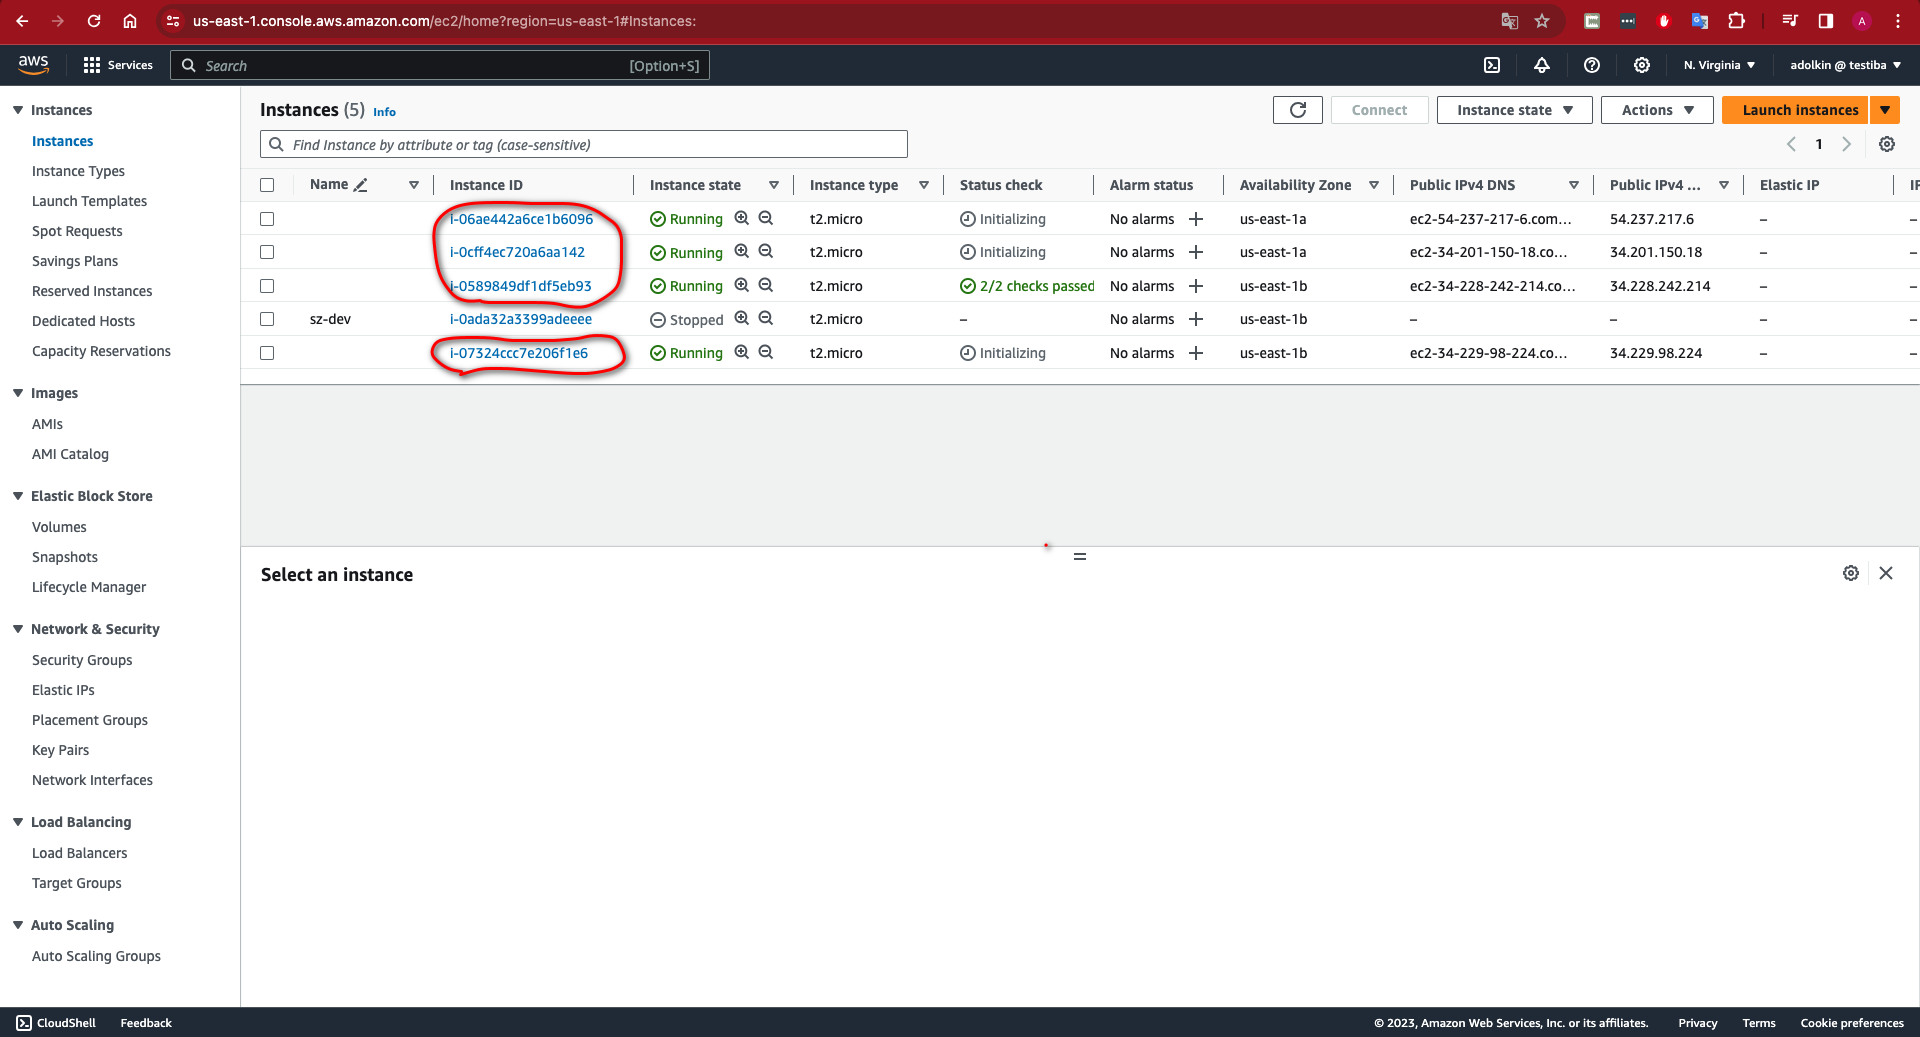 us-east-1.console.aws.amazon.com/ec2/home?region=us-east-1#Instances:
A
aws
Services
Search
[Option+S]
N. Virginia
adolkin @ testiba
Instances
Instances
Instance Types
Launch Templates
Spot Requests
Savings Plans
Reserved Instances
Dedicated Hosts
Capacity Reservations
Images
AMIs
AMI Catalog
Elastic Block Store
Volumes
Snapshots
Lifecycle Manager
Network & Security
Security Groups
Elastic IPs
Placement Groups
Key Pairs
Network Interfaces
Load Balancing
Load Balancers
Target Groups
Auto Scaling
Auto Scaling Groups
Instances (5) Info
Connect
Instance state
Actions
Launch instances
Find Instance by attribute or tag (case-sensitive)
1
Name Instance ID Instance state Instance type Status check Alarm status Availability Zone Public IPv4 DNS Public IPv4 ... Elastic IP IP
i-06ae442a6ce1b6096 Running t2.micro Initializing No alarms us-east-1a ec2-54-237-217-6.com... 54.237.217.6 – –
i-0cff4ec720a6aa142 Running t2.micro Initializing No alarms us-east-1a ec2-34-201-150-18.co... 34.201.150.18 – –
i-0589849df1df5eb93 Running t2.micro 2/2 checks passed No alarms us-east-1b ec2-34-228-242-214.co... 34.228.242.214 – –
sz-dev i-0ada32a3399adeeee Stopped t2.micro – No alarms us-east-1b – – – –
i-07324ccc7e206f1e6 Running t2.micro Initializing No alarms us-east-1b ec2-34-229-98-224.co... 34.229.98.224 – –
Select an instance
CloudShell
Feedback
© 2023, Amazon Web Services, Inc. or its affiliates.
Privacy
Terms
Cookie preferences